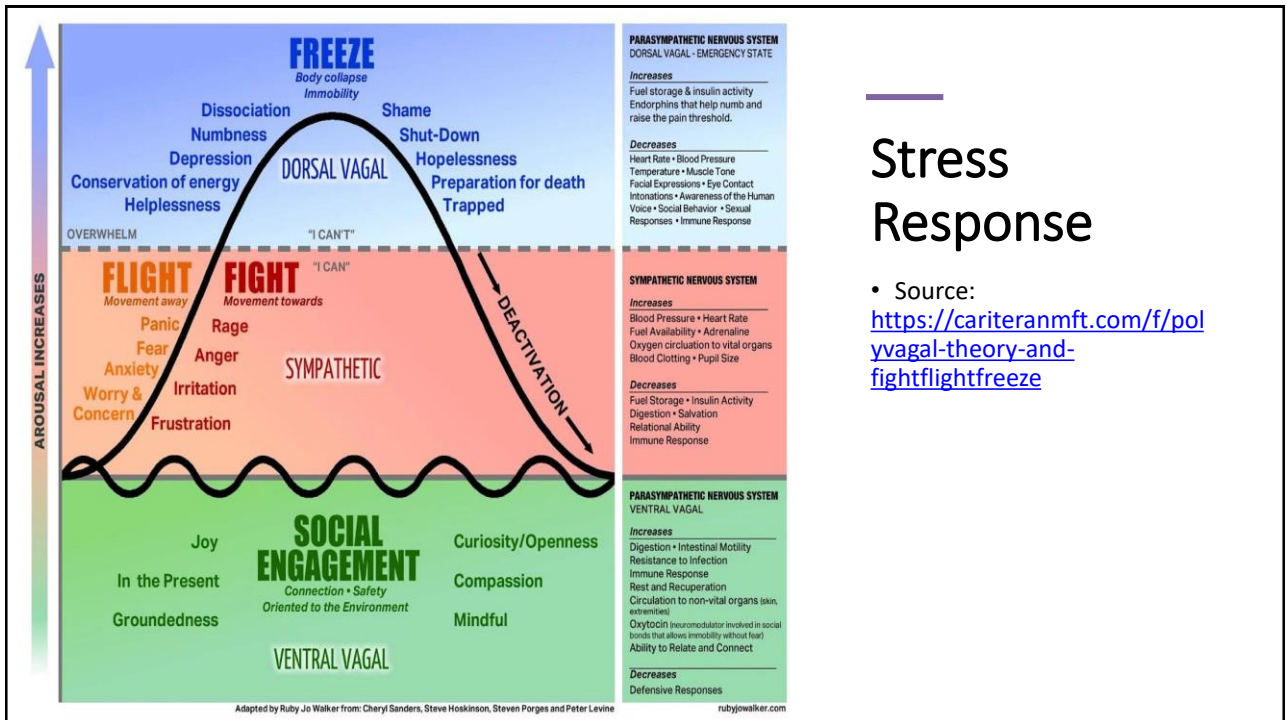 FREEZE
Body collapse
Immobility
Dissociation
Numbness
Depression
Conservation of energy
Helplessness
Shame
Shut-Down
Hopelessness
Preparation for death
Trapped
DORSAL VAGAL
OVERWHELM
"I CAN'T"
"I CAN"
FLIGHT
Movement away
Panic
Fear
Anxiety
Worry &
Concern
FIGHT
Movement towards
Rage
Anger
Irritation
Frustration
SYMPATHETIC
DEACTIVATION
AROUSAL INCREASES
Joy
In the Present
Groundedness
SOCIAL
ENGAGEMENT
Connection • Safety
Oriented to the Environment
Curiosity/Openness
Compassion
Mindful
VENTRAL VAGAL
PARASYMPATHETIC NERVOUS SYSTEM
DORSAL VAGAL - EMERGENCY STATE
Increases
Fuel storage & insulin activity
Endorphins that help numb and
raise the pain threshold.
Decreases
Heart Rate • Blood Pressure
Temperature • Muscle Tone
Facial Expressions • Eye Contact
Intonations • Awareness of the Human
Voice • Social Behavior • Sexual
Responses • Immune Response
SYMPATHETIC NERVOUS SYSTEM
Increases
Blood Pressure • Heart Rate
Fuel Availability • Adrenaline
Oxygen circluation to vital organs
Blood Clotting • Pupil Size
Decreases
Fuel Storage • Insulin Activity
Digestion • Salvation
Relational Ability
Immune Response
PARASYMPATHETIC NERVOUS SYSTEM
VENTRAL VAGAL
Increases
Digestion • Intestinal Motility
Resistance to Infection
Immune Response
Rest and Recuperation
Circulation to non-vital organs (skin,
extremities)
Oxytocin (neuromodulator involved in social
bonds that allows immobility without fear)
Ability to Relate and Connect
Decreases
Defensive Responses
Adapted by Ruby Jo Walker from: Cheryl Sanders, Steve Hoskinson, Steven Porges and Peter Levine
rubyjowalker.com
Stress
Response
• Source:
https://cariteranmft.com/f/pol
yvagal-theory-and-
fightflightfreeze